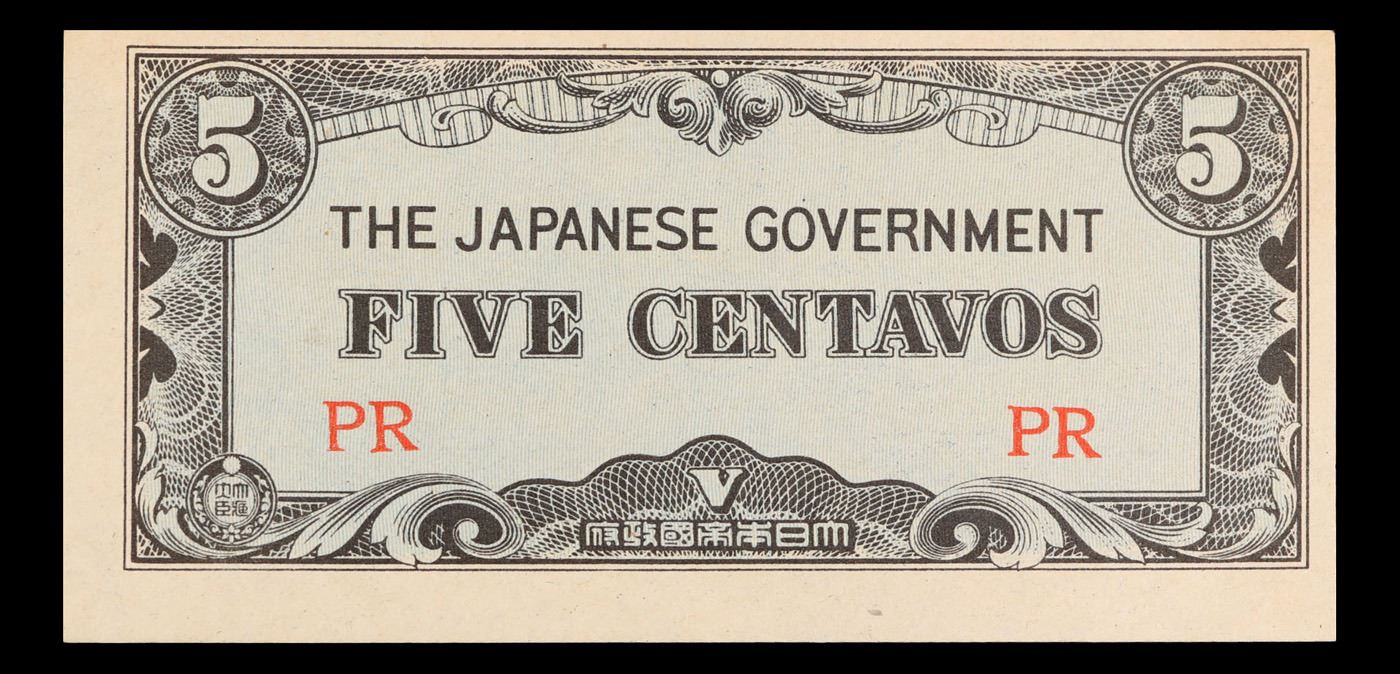 5 5
THE JAPANESE GOVERNMENT
FIVE CENTAVOS
PR PR
V
府政國帝本日大